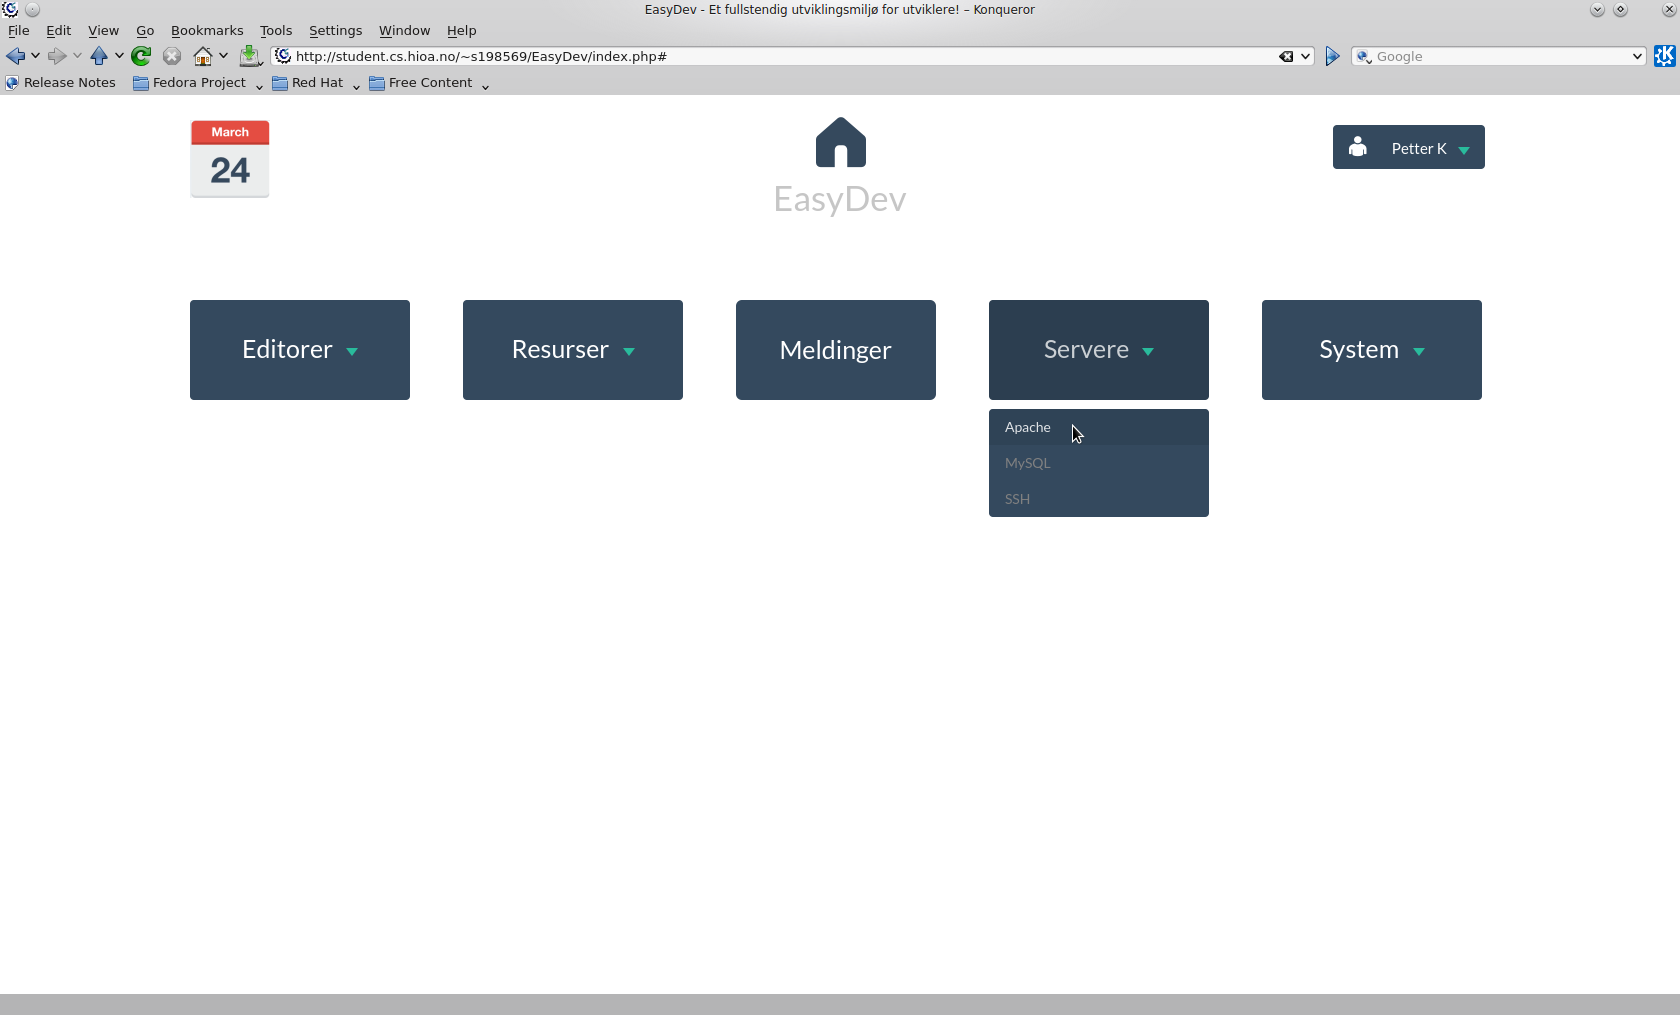 EasyDev - Et fullstendig utviklingsmiljø for utviklere! – Konqueror
File Edit View Go Bookmarks Tools Settings Window Help
http://student.cs.hioa.no/~s198569/EasyDev/index.php#
Google
Release Notes Fedora Project Red Hat Free Content
March
24
EasyDev
Petter K
Editorer
Resurser
Meldinger
Servere
System
Apache
MySQL
SSH